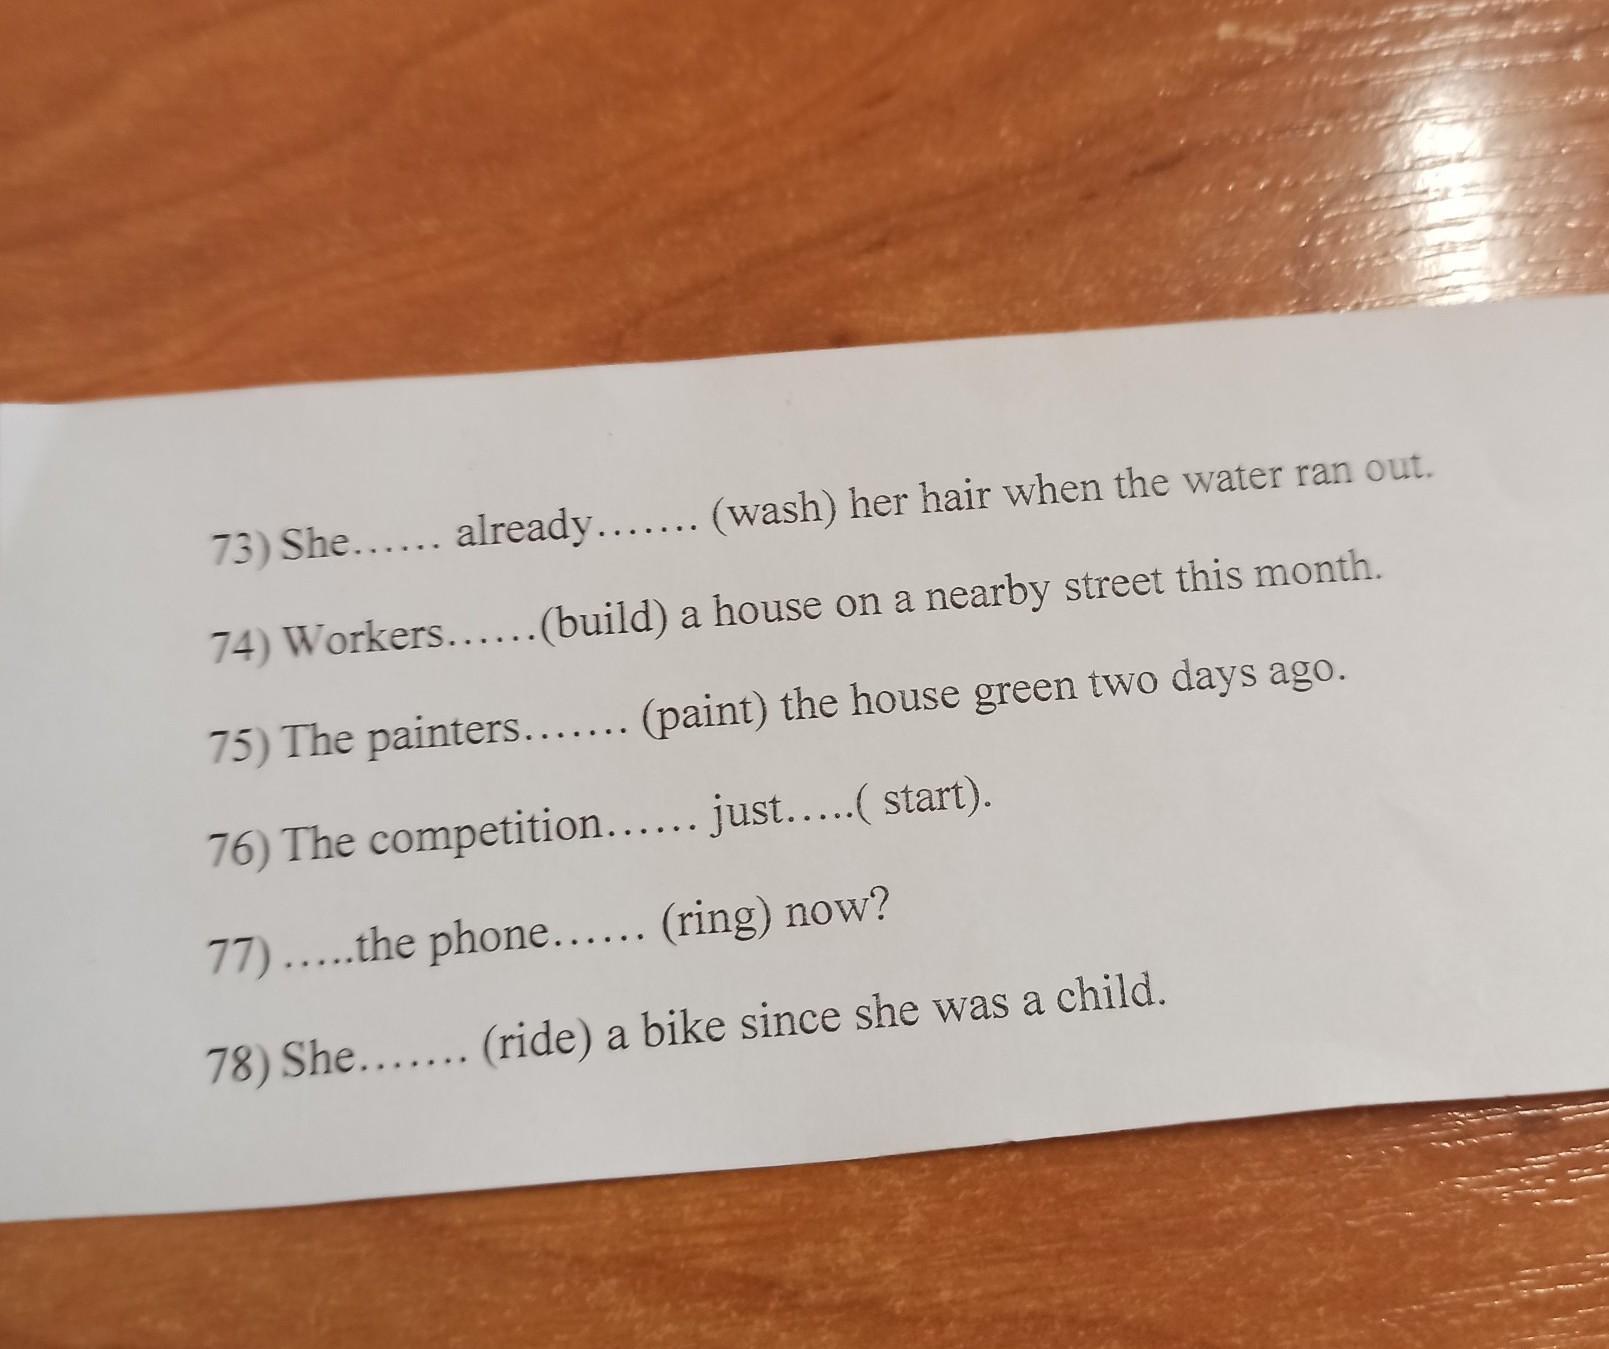 73) She...... already....... (wash) her hair when the water ran out.
74) Workers......(build) a house on a nearby street this month.
75) The painters....... (paint) the house green two days ago.
76) The competition...... just.....( start).
77) .....the phone...... (ring) now?
78) She....... (ride) a bike since she was a child.